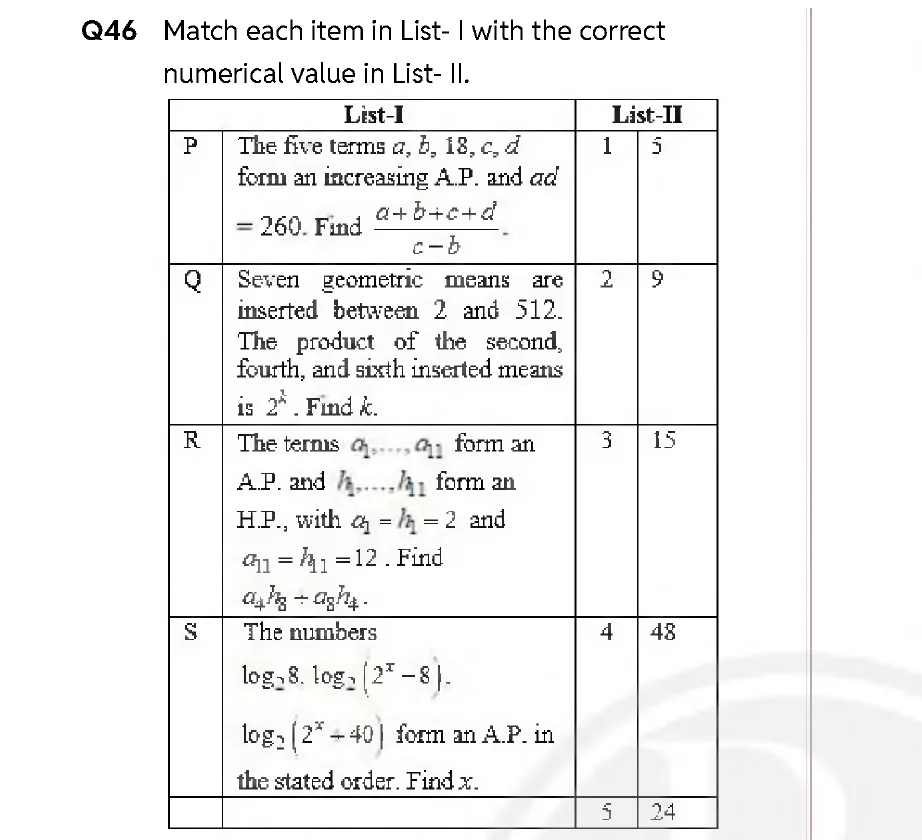 Q46 Match each item in List- I with the correct
numerical value in List- II.
List-I List-II
P The five terms a, b, 18, c, d 1 5
form an increasing A.P. and ad
= 260. Find (a+b+c+d)/(c−b).
Q Seven geometric means are 2 9
inserted between 2 and 512.
The product of the second,
fourth, and sixth inserted means
is 2^k. Find k.
R The terms a₁,...., a₁₁ form an 3 15
A.P. and h₁,....,h₁₁ form an
H.P., with a₁ = h₁ = 2 and
a₁₁ = h₁₁ = 12. Find
a₄h₈ + a₈h₄.
S The numbers 4 48
log₂8, log₂(2ˣ − 8),
log₂(2ˣ + 40) form an A.P. in
the stated order. Find x.
5 24